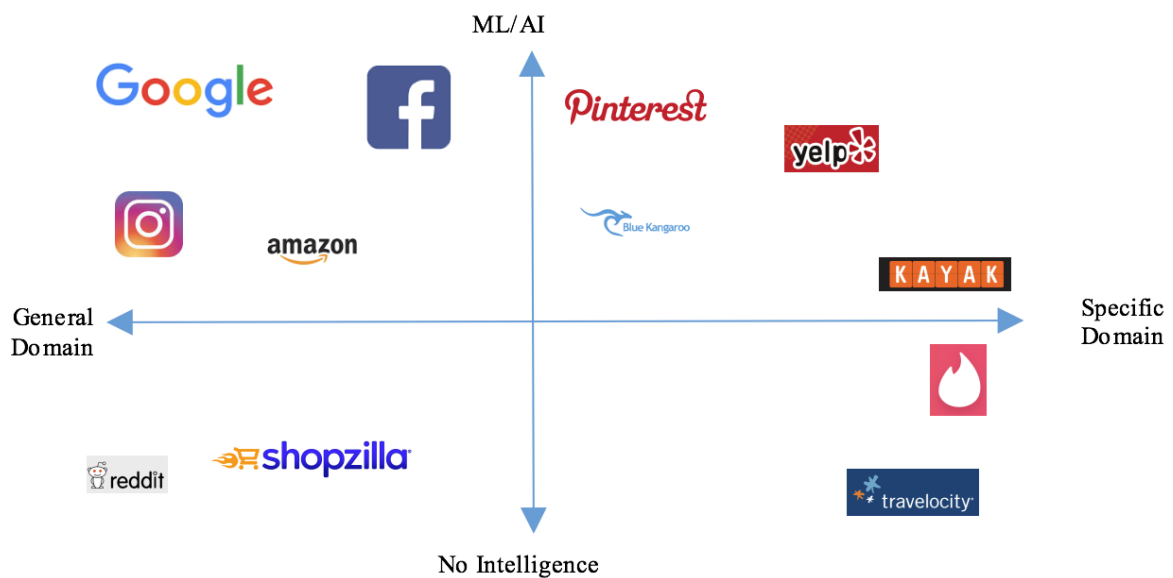 ML/AI
Google
f
Pinterest
yelp
Blue Kangaroo
amazon
KAYAK
General
Domain
Specific
Domain
reddit
shopzilla
travelocity
No Intelligence